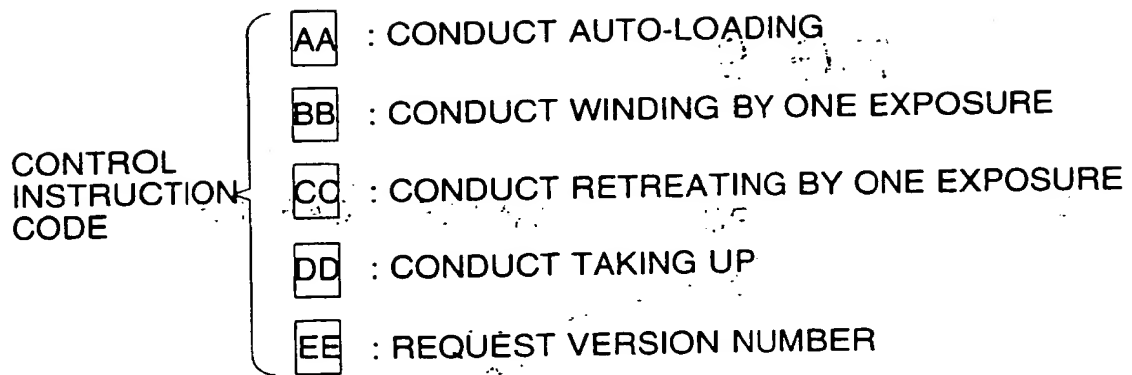 AA : CONDUCT AUTO-LOADING
BB : CONDUCT WINDING BY ONE EXPOSURE
CONTROL
INSTRUCTION
CODE
CC : CONDUCT RETREATING BY ONE EXPOSURE
DD : CONDUCT TAKING UP
EE : REQUEST VERSION NUMBER